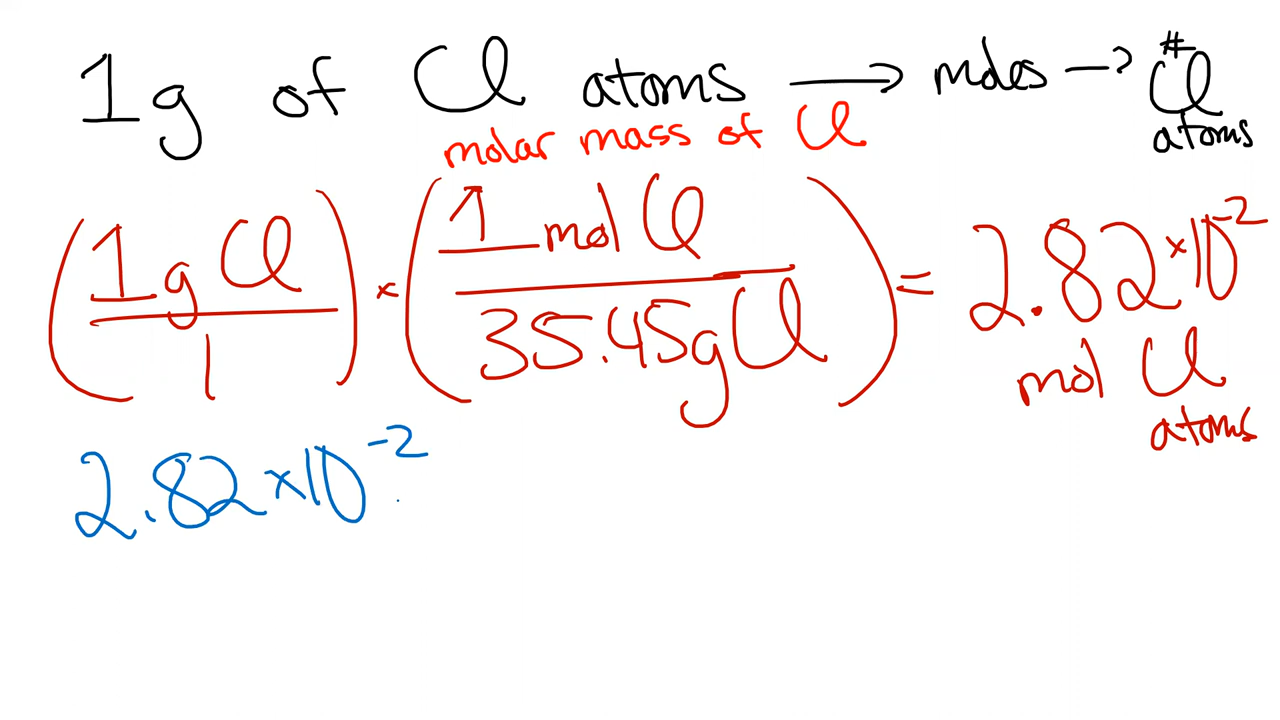 1g of Cl atoms → moles → # Cl atoms
molar mass of Cl
(1g Cl / 1) × (1 mol Cl / 35.45g Cl) = 2.82 ×10⁻² mol Cl atoms
2.82 ×10⁻²